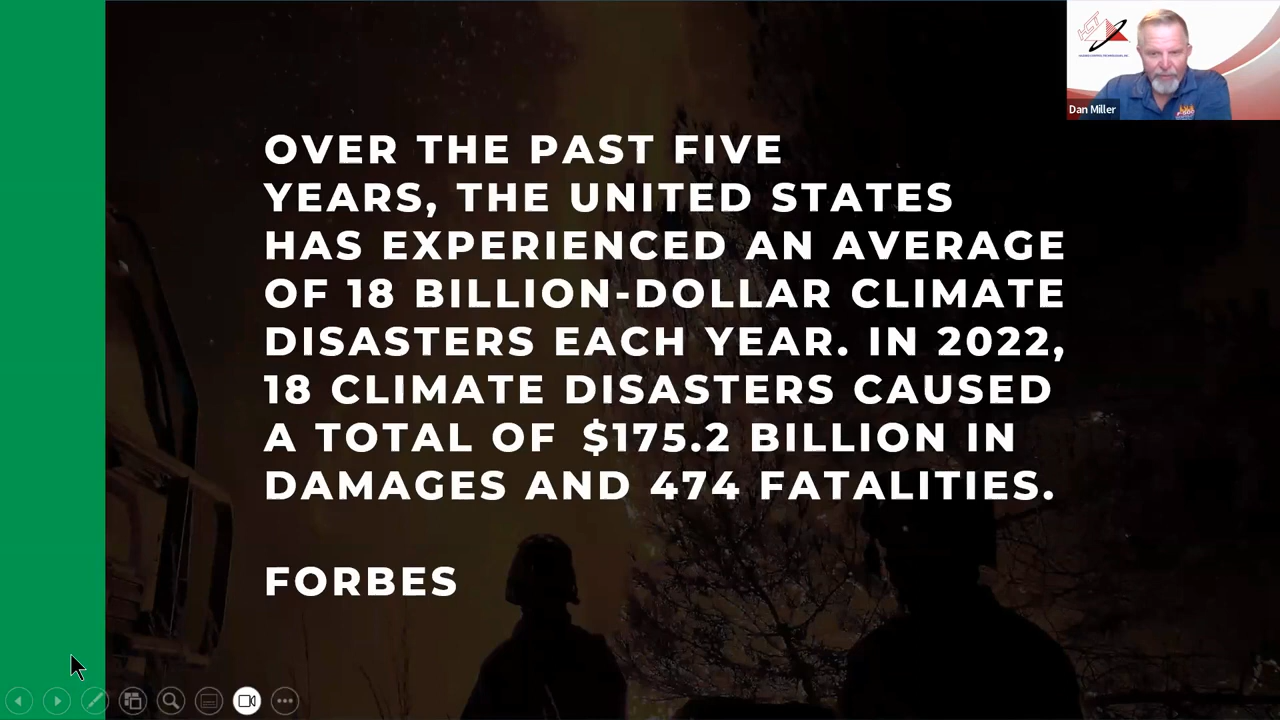 OVER THE PAST FIVE
YEARS, THE UNITED STATES
HAS EXPERIENCED AN AVERAGE
OF 18 BILLION-DOLLAR CLIMATE
DISASTERS EACH YEAR. IN 2022,
18 CLIMATE DISASTERS CAUSED
A TOTAL OF $175.2 BILLION IN
DAMAGES AND 474 FATALITIES.
FORBES
Dan Miller